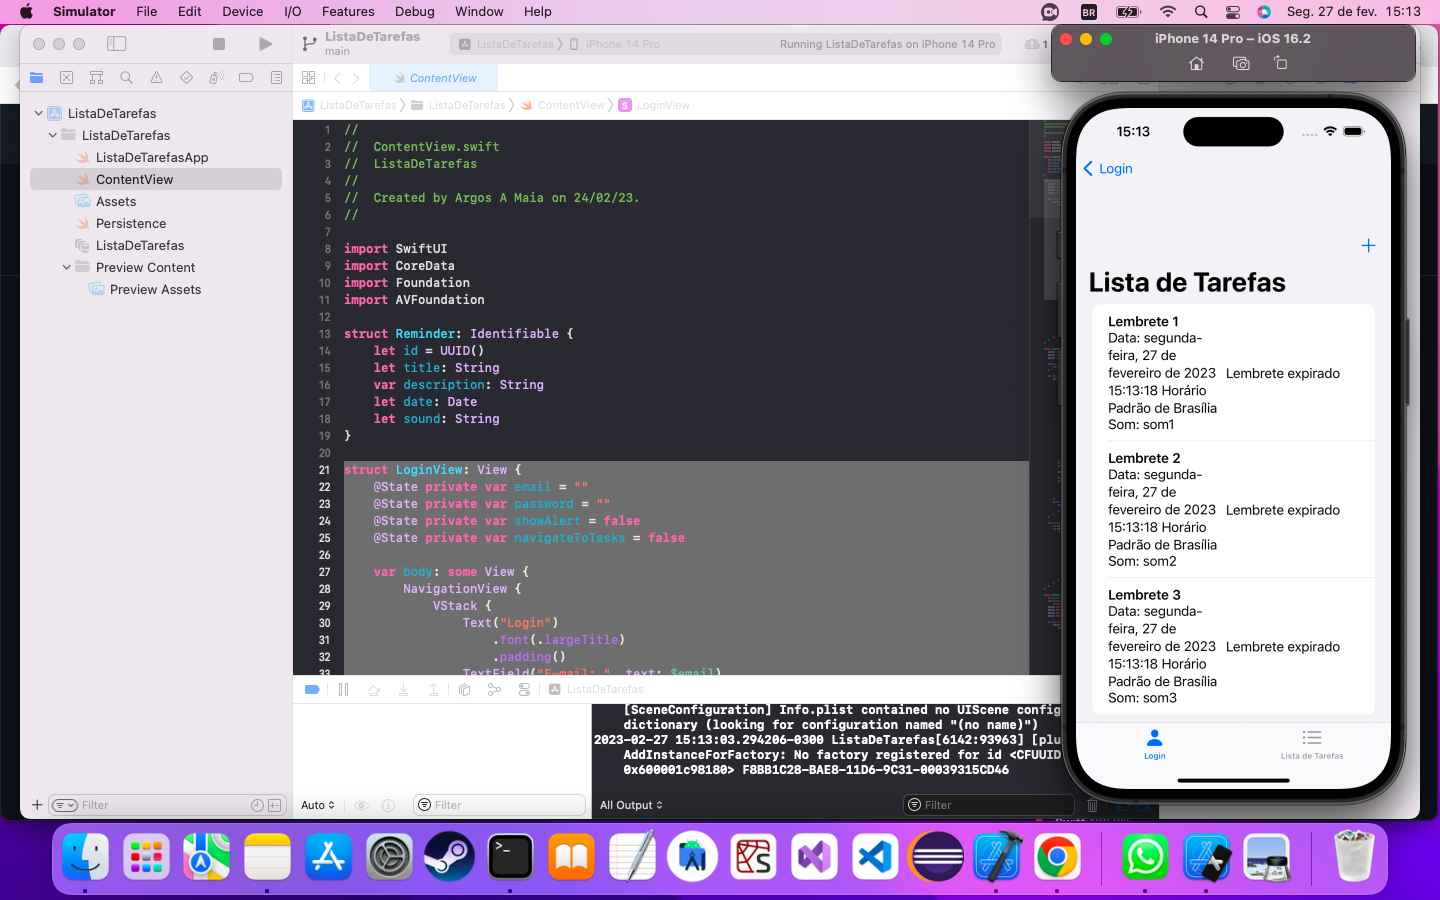 Simulator File Edit Device I/O Features Debug Window Help
BR Seg. 27 de fev. 15:13
ListaDeTarefas
main
ListaDeTarefas iPhone 14 Pro
Running ListaDeTarefas on iPhone 14 Pro
1
ContentView
ListaDeTarefas ListaDeTarefas ContentView S LoginView
ListaDeTarefas
ListaDeTarefas
ListaDeTarefasApp
ContentView
Assets
Persistence
ListaDeTarefas
Preview Content
Preview Assets
Filter
1 //
2 //  ContentView.swift
3 //  ListaDeTarefas
4 //
5 //  Created by Argos A Maia on 24/02/23.
6 //
7
8 import SwiftUI
9 import CoreData
10 import Foundation
11 import AVFoundation
12
13 struct Reminder: Identifiable {
14     let id = UUID()
15     let title: String
16     var description: String
17     let date: Date
18     let sound: String
19 }
20
21 struct LoginView: View {
22     @State private var email = ""
23     @State private var password = ""
24     @State private var showAlert = false
25     @State private var navigateToTasks = false
26
27     var body: some View {
28         NavigationView {
29             VStack {
30                 Text("Login")
31                     .font(.largeTitle)
32                     .padding()
33                 TextField("E-mail: ", text: $email)
ListaDeTarefas
[SceneConfiguration] Info.plist contained no UIScene config
dictionary (looking for configuration named "(no name)")
2023-02-27 15:13:03.294206-0300 ListaDeTarefas[6142:93963] [plu
AddInstanceForFactory: No factory registered for id <CFUUID
0x600001c98180> F8BB1C28-BAE8-11D6-9C31-00039315CD46
Auto
Filter
All Output
Filter
iPhone 14 Pro – iOS 16.2
15:13
Login
+
Lista de Tarefas
Lembrete 1
Data: segunda-
feira, 27 de
fevereiro de 2023 Lembrete expirado
15:13:18 Horário
Padrão de Brasília
Som: som1
Lembrete 2
Data: segunda-
feira, 27 de
fevereiro de 2023 Lembrete expirado
15:13:18 Horário
Padrão de Brasília
Som: som2
Lembrete 3
Data: segunda-
feira, 27 de
fevereiro de 2023 Lembrete expirado
15:13:18 Horário
Padrão de Brasília
Som: som3
Login
Lista de Tarefas